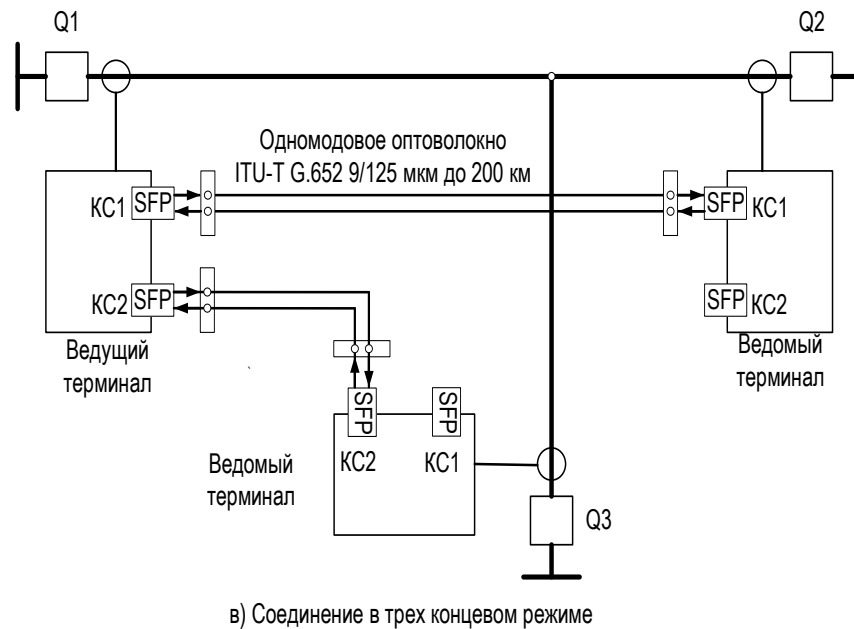 Q1
Q2
Одномодовое оптоволокно
ITU-T G.652 9/125 мкм до 200 км
КС1
SFP
SFP
КС1
КС2
SFP
SFP
КС2
Ведущий
терминал
Ведомый
терминал
SFP
SFP
КС2
КС1
Ведомый
терминал
Q3
в) Соединение в трех концевом режиме